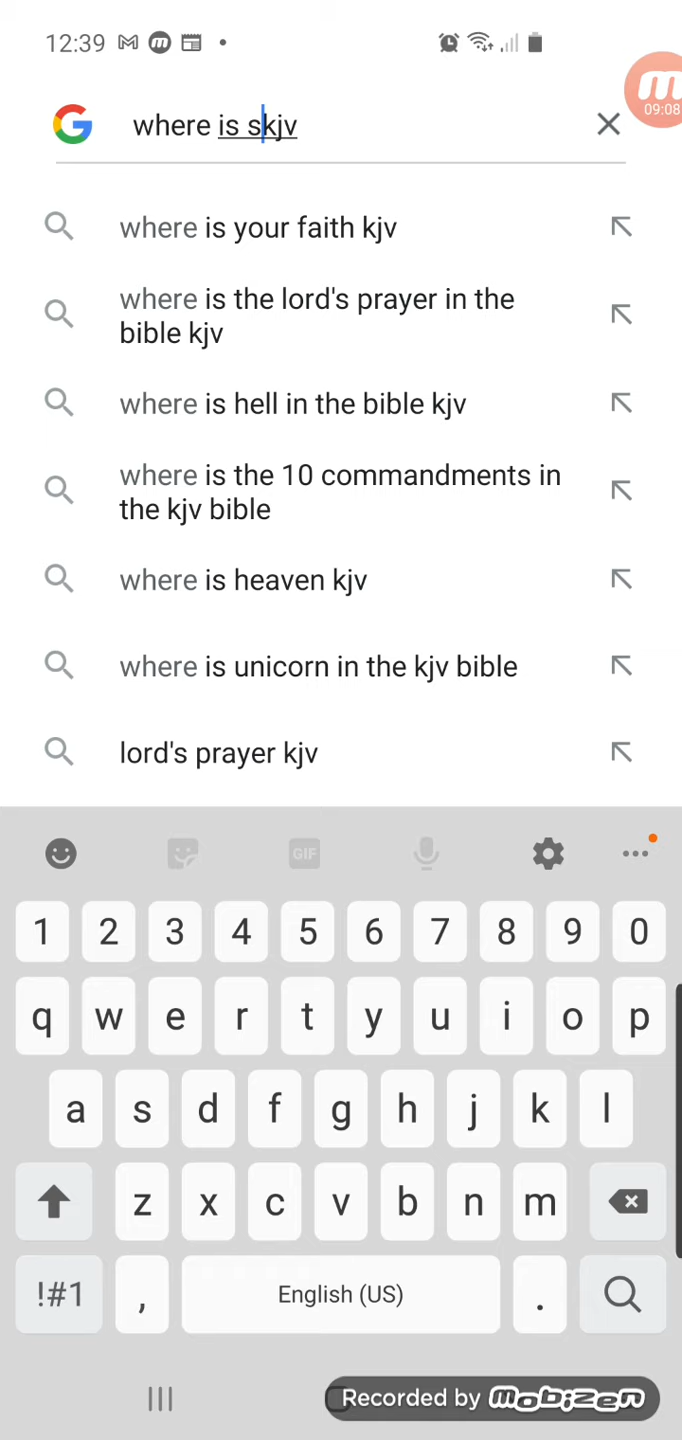 12:39
09:08
where is skjv
where is your faith kjv
where is the lord's prayer in the
bible kjv
where is hell in the bible kjv
where is the 10 commandments in
the kjv bible
where is heaven kjv
where is unicorn in the kjv bible
lord's prayer kjv
GIF
1 2 3 4 5 6 7 8 9 0
q w e r t y u i o p
a s d f g h j k l
z x c v b n m
!#1 , English (US) .
Recorded by mobizen